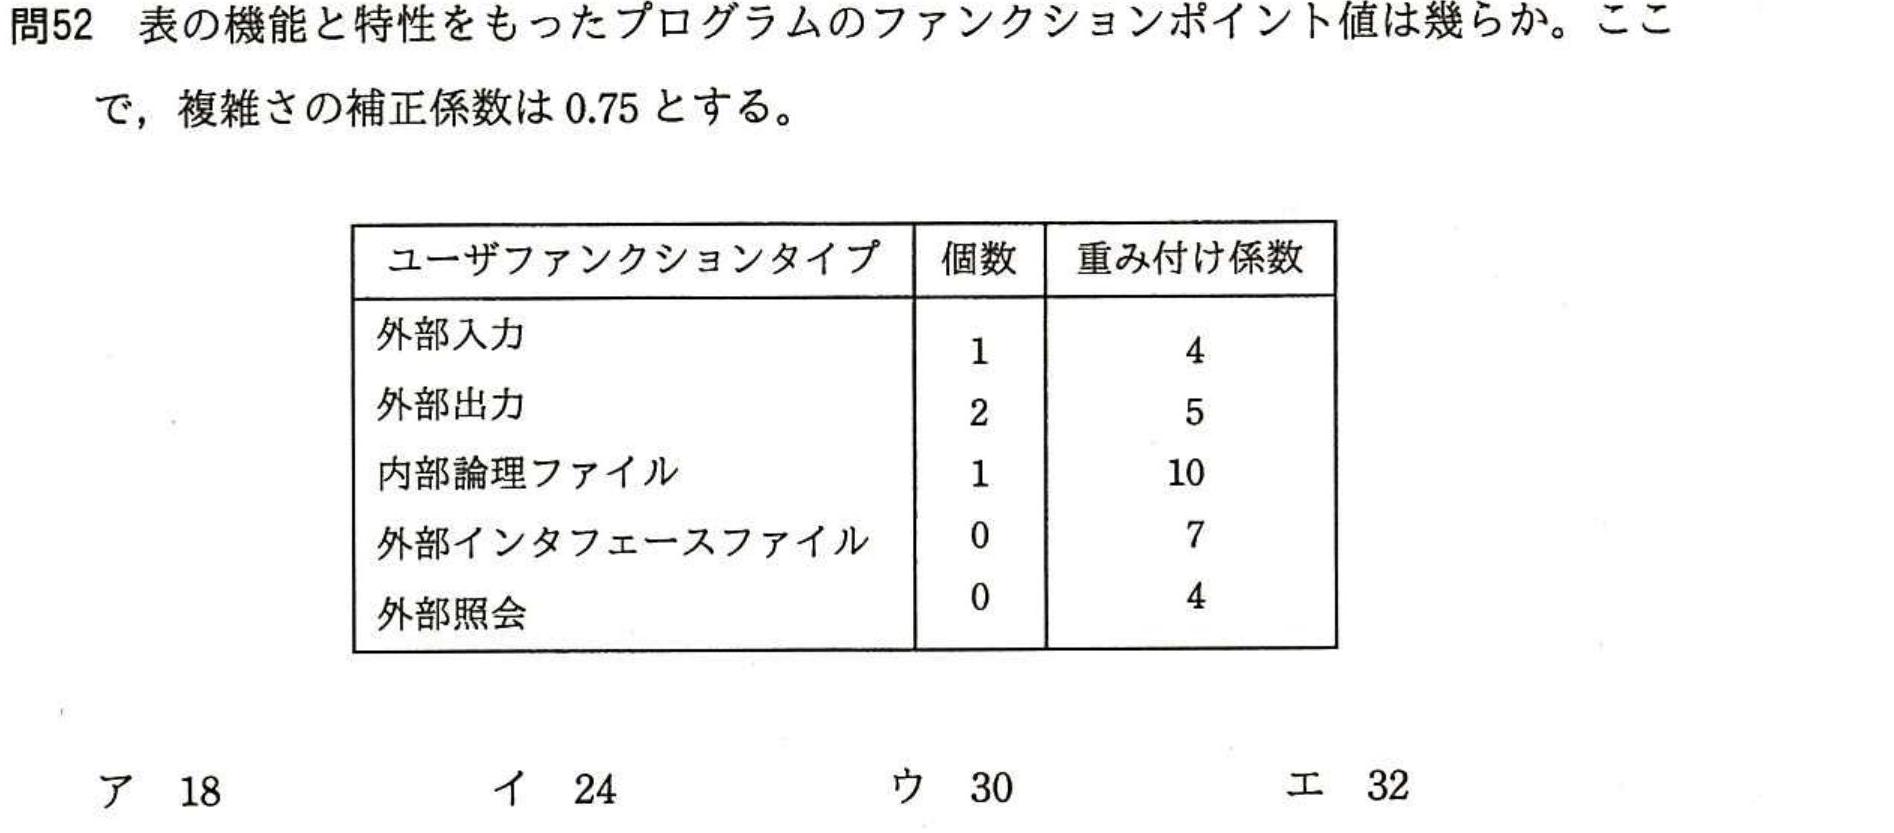 問52 表の機能と特性をもったプログラムのファンクションポイント値は幾らか。ここ
で，複雑さの補正係数は 0.75 とする。
ユーザファンクションタイプ 個数 重み付け係数
外部入力 1 4
外部出力 2 5
内部論理ファイル 1 10
外部インタフェースファイル 0 7
外部照会 0 4
ア 18 イ 24 ウ 30 エ 32